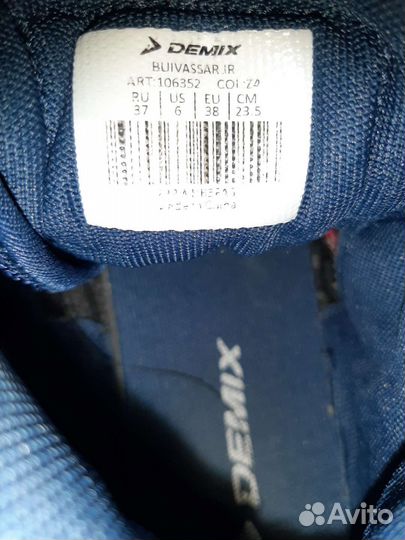 DEMIX
BUIVASSAR JR
ART:106352 COL:Z4
RU US EU CM
37 6 38 23.5
DEMIX
Avito